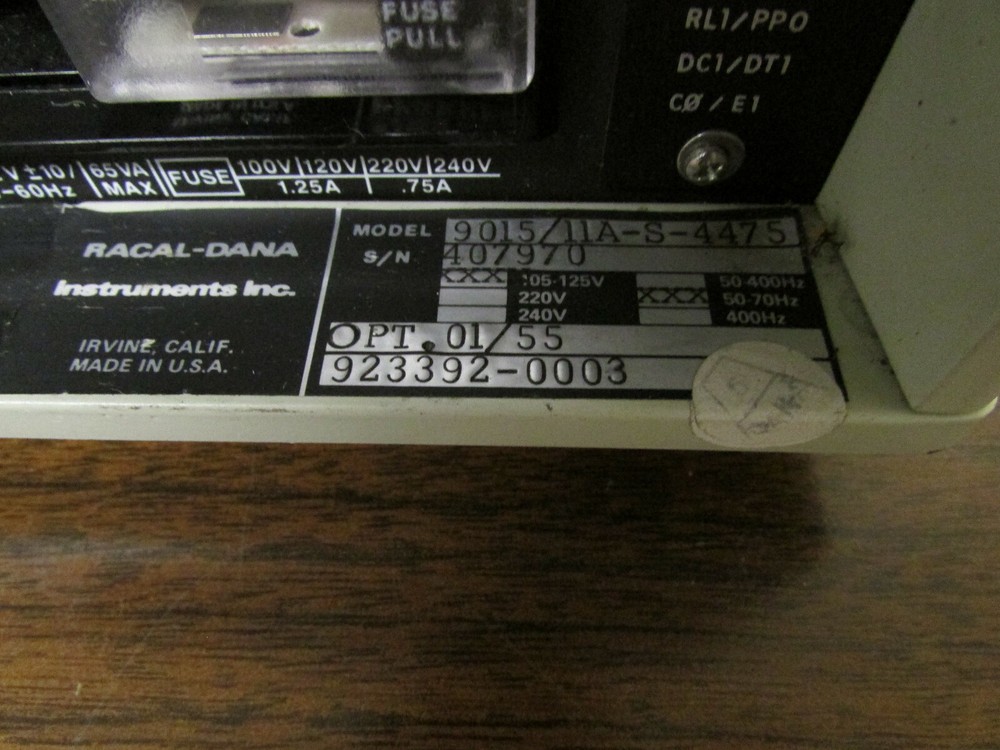 FUSE
PULL
RL1/PPO
DC1/DT1
CØ/E1
V ±10/
-60Hz
65VA
MAX
FUSE
100V 120V 220V 240V
1.25A .75A
RACAL-DANA
Instruments Inc.
IRVINE, CALIF.
MADE IN U.S.A.
MODEL 9015/11A-S-4475
S/N 407970
XXX 105-125V 50-400Hz
220V XXX 50-70Hz
240V 400Hz
OPT.01/55
923392-0003